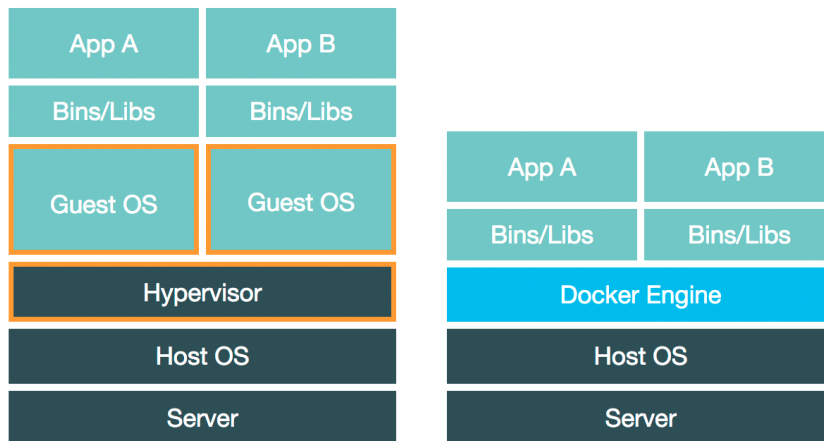 App A
App B
Bins/Libs
Bins/Libs
Guest OS
Guest OS
Hypervisor
Host OS
Server
App A
App B
Bins/Libs
Bins/Libs
Docker Engine
Host OS
Server